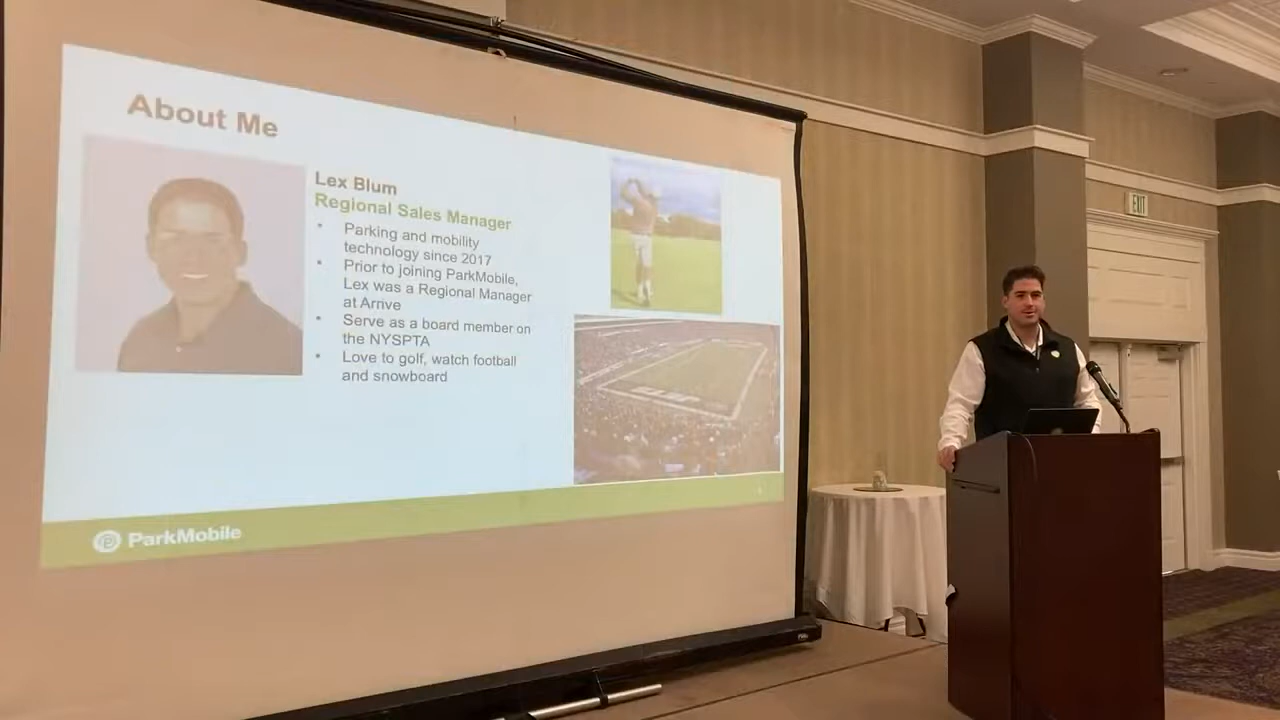 About Me
Lex Blum
Regional Sales Manager
• Parking and mobility
technology since 2017
• Prior to joining ParkMobile,
Lex was a Regional Manager
at Arrive
• Serve as a board member on
the NYSPTA
• Love to golf, watch football
and snowboard
ParkMobile
EXIT